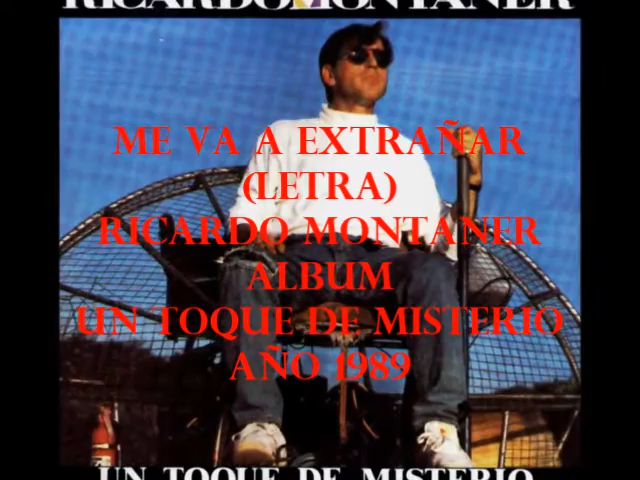 RICARDO MONTANER
ME VA A EXTRAÑAR
(LETRA)
RICARDO MONTANER
ALBUM
UN TOQUE DE MISTERIO
AÑO 1989
UN TOQUE DE MISTERIO